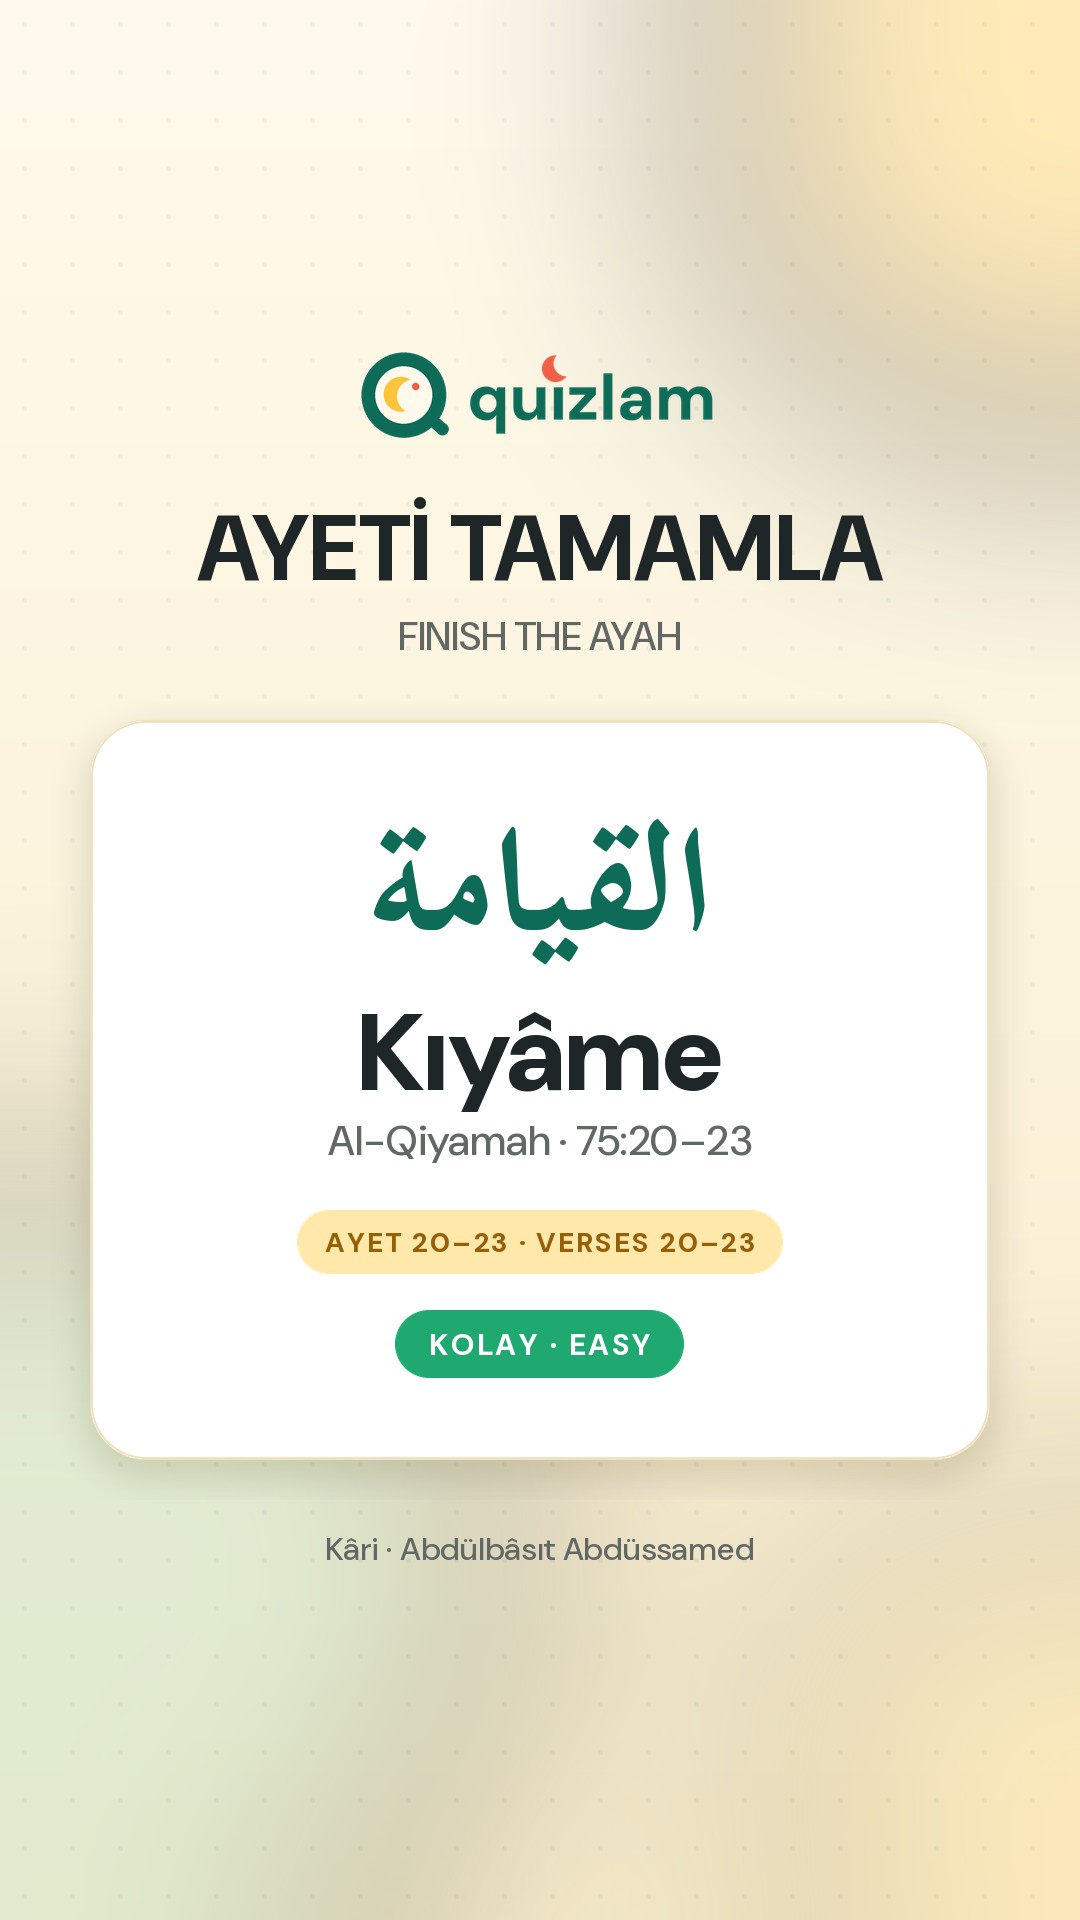 quizlam
AYETİ TAMAMLA
FINISH THE AYAH
القيامة
Kıyâme
Al-Qiyamah · 75:20–23
AYET 20–23 · VERSES 20–23
KOLAY · EASY
Kâri · Abdülbâsıt Abdüssamed